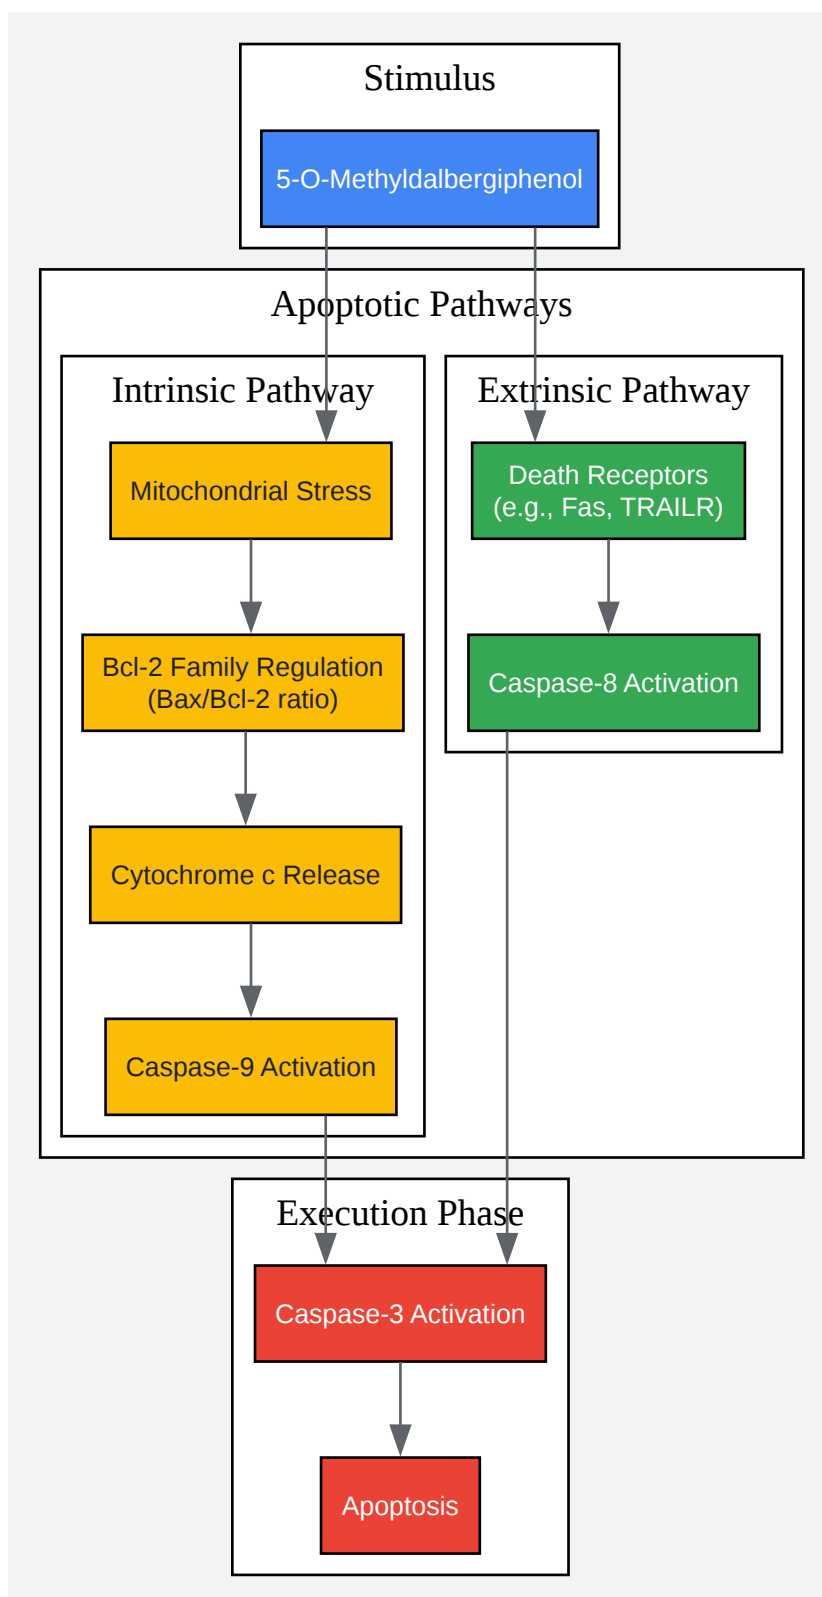 Stimulus
5-O-Methyldalbergiphenol
Apoptotic Pathways
Intrinsic Pathway
Mitochondrial Stress
Bcl-2 Family Regulation
(Bax/Bcl-2 ratio)
Cytochrome c Release
Caspase-9 Activation
Extrinsic Pathway
Death Receptors
(e.g., Fas, TRAILR)
Caspase-8 Activation
Execution Phase
Caspase-3 Activation
Apoptosis